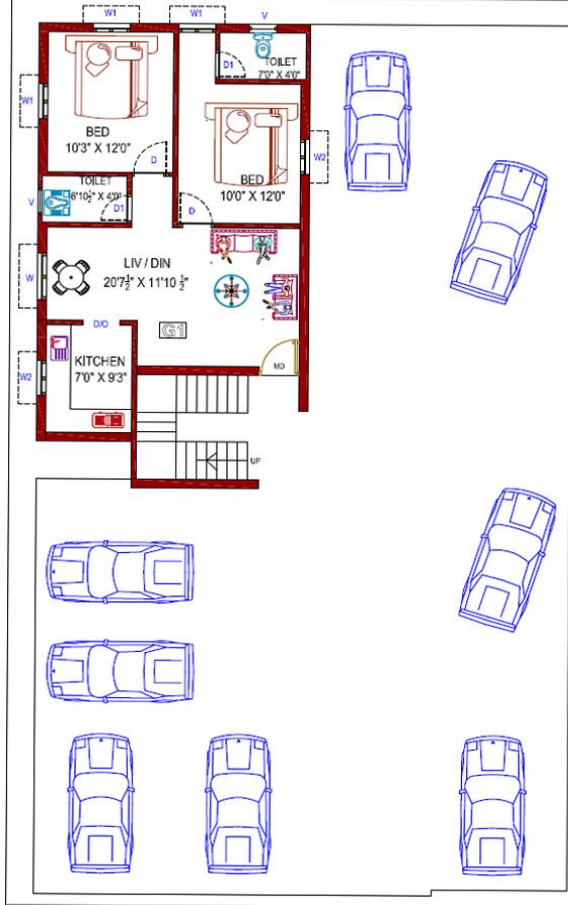 W1
W1
V
D1
TOILET
7'0" X 4'0"
W1
BED
10'3" X 12'0"
D
W2
BED
10'0" X 12'0"
TOILET
6'10½" X 4'0"
V
D1
D
W
LIV / DIN
20'7½" X 11'10 ½"
D/O
G1
W2
KITCHEN
7'0" X 9'3"
MD
UP